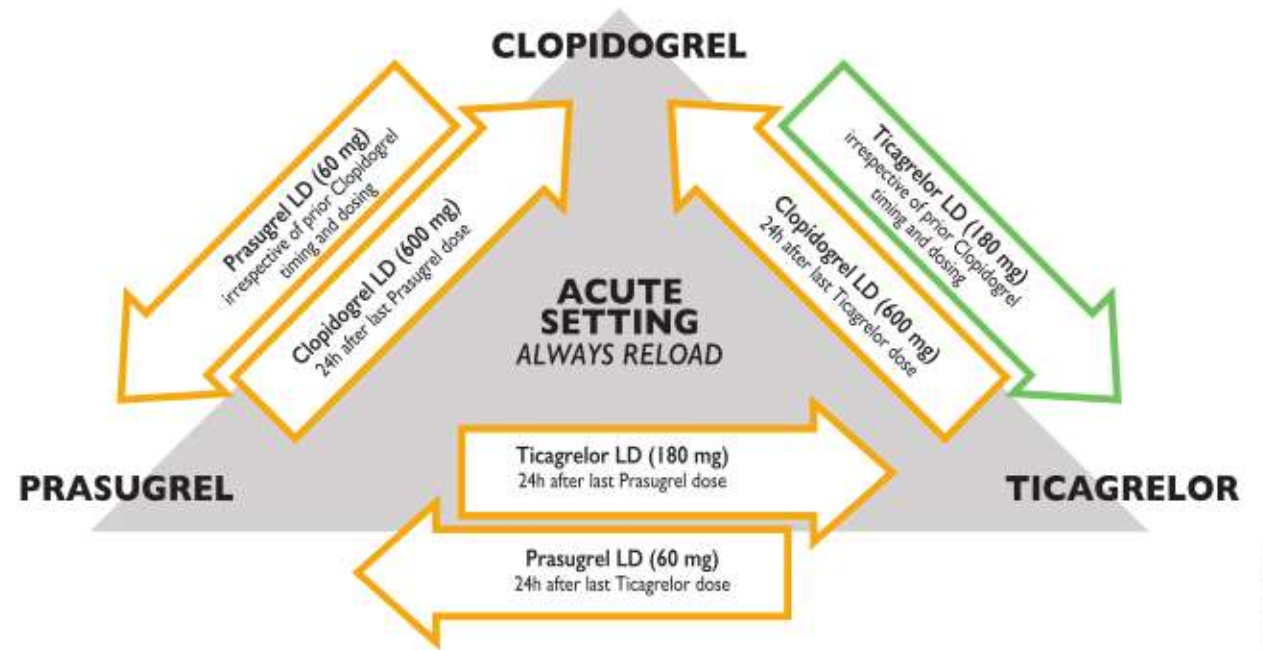 CLOPIDOGREL
Prasugrel LD (60 mg)
irrespective of prior Clopidogrel
timing and dosing
Clopidogrel LD (600 mg)
24h after last Prasugrel dose
Ticagrelor LD (180 mg)
irrespective of prior Clopidogrel
timing and dosing
Clopidogrel LD (600 mg)
24h after last Ticagrelor dose
ACUTE
SETTING
ALWAYS RELOAD
PRASUGREL
Ticagrelor LD (180 mg)
24h after last Prasugrel dose
TICAGRELOR
Prasugrel LD (60 mg)
24h after last Ticagrelor dose